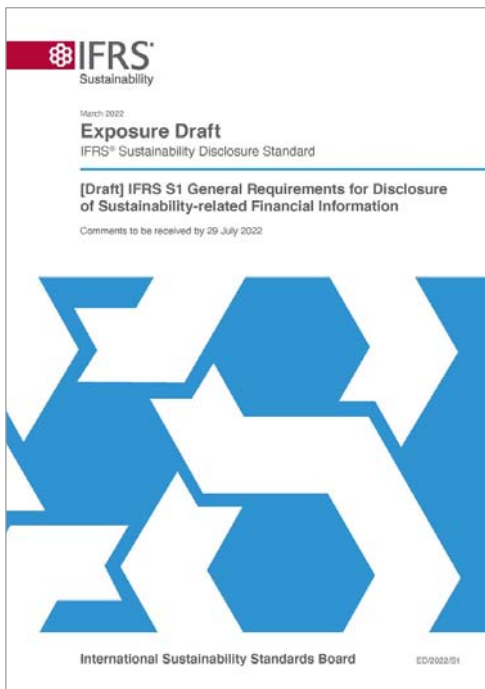 IFRS®
Sustainability
March 2022
Exposure Draft
IFRS® Sustainability Disclosure Standard
[Draft] IFRS S1 General Requirements for Disclosure
of Sustainability-related Financial Information
Comments to be received by 29 July 2022
International Sustainability Standards Board
ED/2022/S1